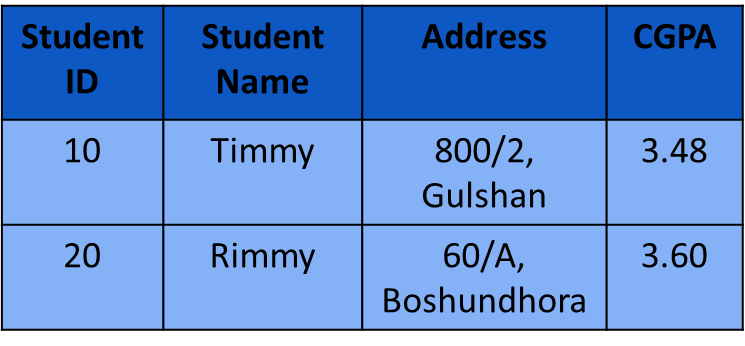 Student ID | Student Name | Address | CGPA
10 | Timmy | 800/2, Gulshan | 3.48
20 | Rimmy | 60/A, Boshundhora | 3.60